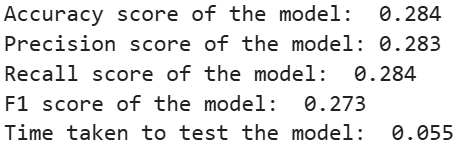 Accuracy score of the model:  0.284
Precision score of the model: 0.283
Recall score of the model:  0.284
F1 score of the model:  0.273
Time taken to test the model:  0.055